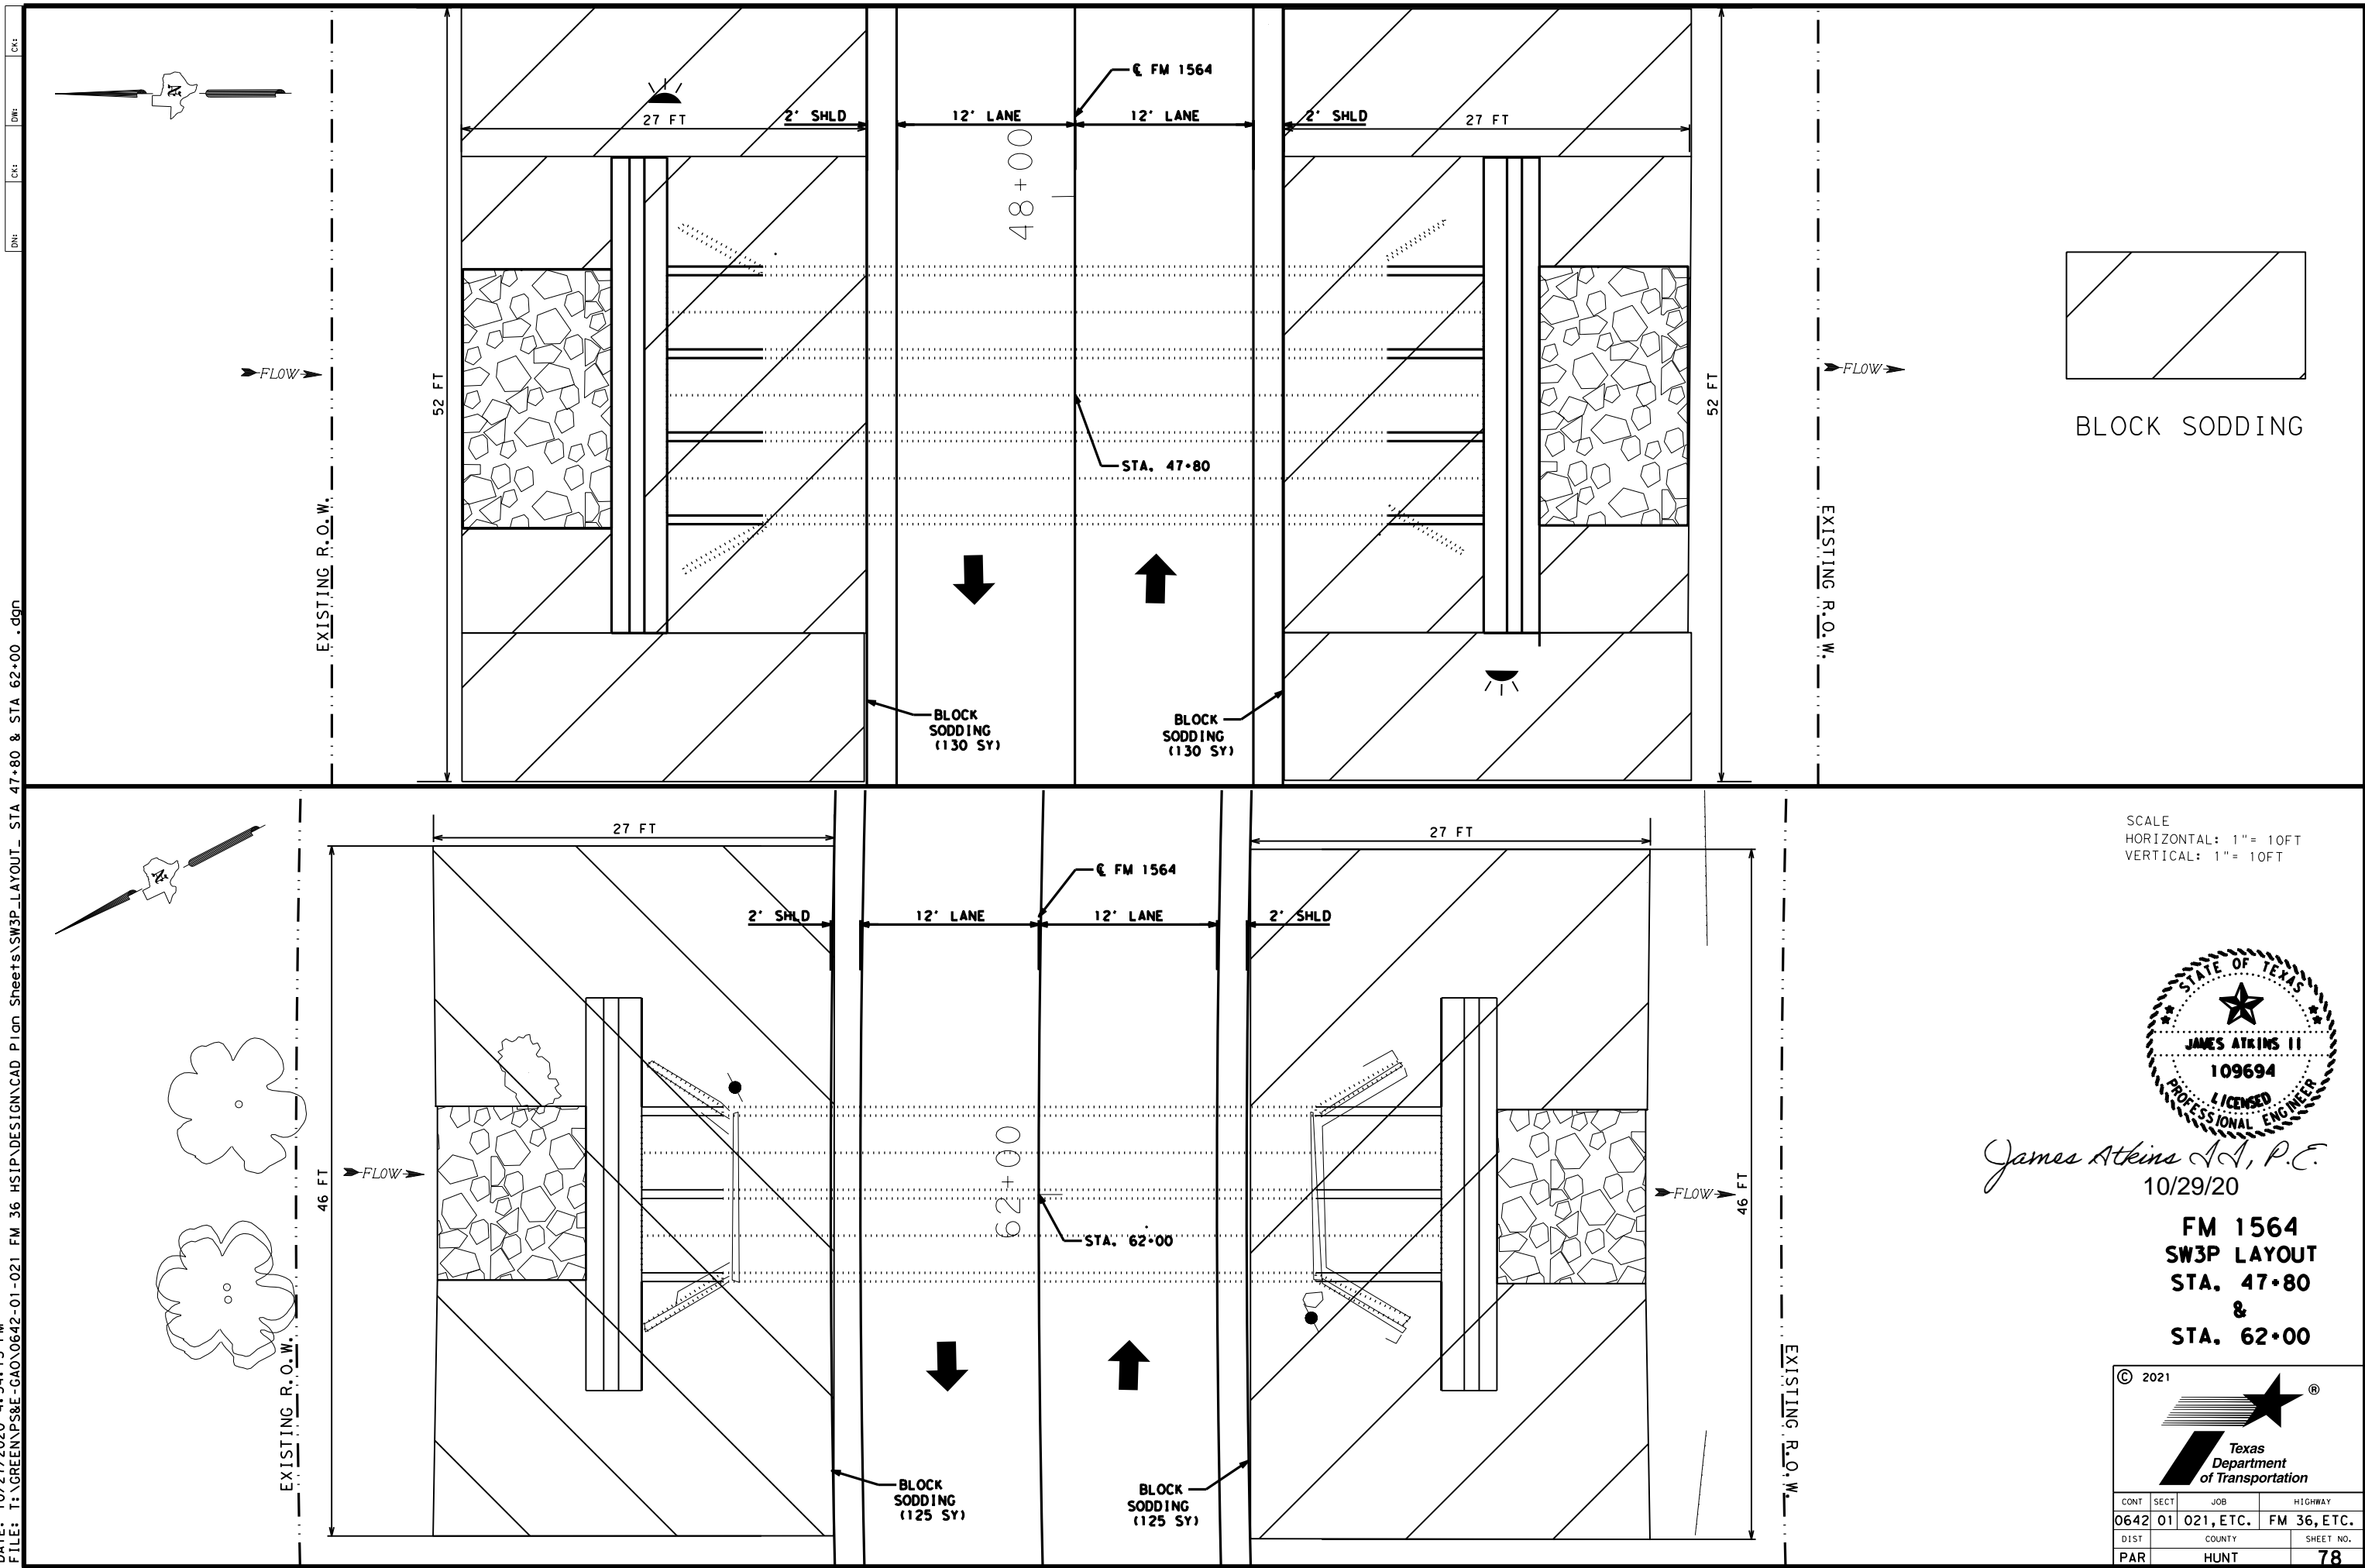 CK:
DW:
CK:
DN:
N
℄ FM 1564
27 FT
2' SHLD
12' LANE
12' LANE
2' SHLD
27 FT
48+00
FLOW
52 FT
STA. 47+80
52 FT
FLOW
BLOCK SODDING
EXISTING R.O.W.
EXISTING R.O.W.
BLOCK
SODDING
(130 SY)
BLOCK
SODDING
(130 SY)
N
27 FT
27 FT
℄ FM 1564
2' SHLD
12' LANE
12' LANE
2' SHLD
62+00
FLOW
46 FT
STA. 62+00
FLOW
46 FT
EXISTING R.O.W.
EXISTING R.O.W.
BLOCK
SODDING
(125 SY)
BLOCK
SODDING
(125 SY)
SCALE
HORIZONTAL: 1"= 10FT
VERTICAL: 1"= 10FT
STATE OF TEXAS
JAMES ATKINS II
109694
LICENSED
PROFESSIONAL ENGINEER
James Atkins II, P.E.
10/29/20
FM 1564
SW3P LAYOUT
STA. 47+80
&
STA. 62+00
© 2021
®
Texas
Department
of Transportation
CONT SECT JOB HIGHWAY
0642 01 021,ETC. FM 36,ETC.
DIST COUNTY SHEET NO.
PAR HUNT 78
FILE: T:\GREEN\PS&E-GAO\0642-01-021 FM 36 HSIP\DESIGN\CAD Plan Sheets\SW3P_LAYOUT_ STA 47+80 & STA 62+00 .dgn